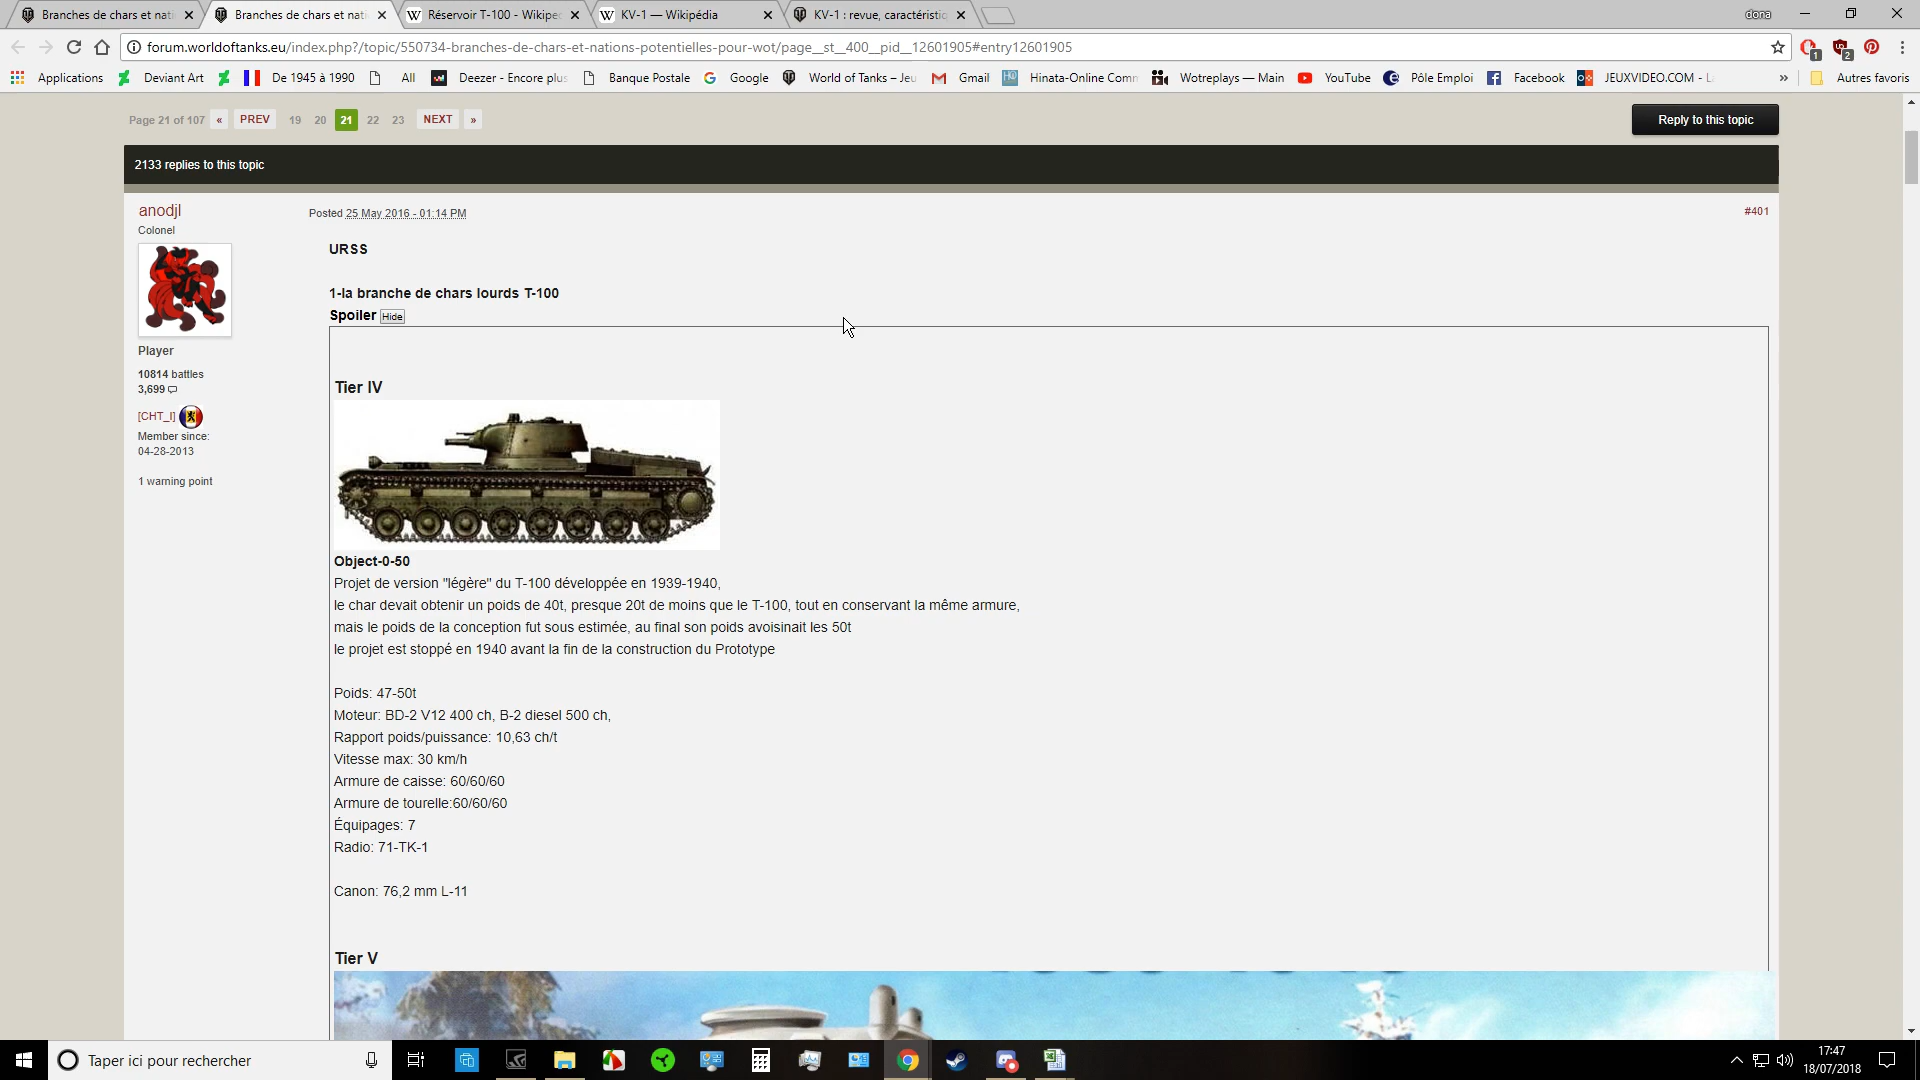 Branches de chars et nati
Branches de chars et nati
Réservoir T-100 - Wikiped
KV-1 — Wikipédia
KV-1 : revue, caractéristic
dona
forum.worldoftanks.eu/index.php?/topic/550734-branches-de-chars-et-nations-potentielles-pour-wot/page__st__400__pid__12601905#entry12601905
1
2
Applications
Deviant Art
De 1945 à 1990
All
Deezer - Encore plus
Banque Postale
Google
World of Tanks – Jeu
Gmail
Hinata-Online Comm
Wotreplays — Main
YouTube
Pôle Emploi
Facebook
JEUXVIDEO.COM - L
»
Autres favoris
Page 21 of 107 « PREV 19 20 21 22 23 NEXT »
Reply to this topic
2133 replies to this topic
anodjl
Colonel
Player
10814 battles
3,699
[CHT_I]
Member since:
04-28-2013
1 warning point
Posted 25 May 2016 - 01:14 PM
#401
URSS
1-la branche de chars lourds T-100
Spoiler Hide
Tier IV
Object-0-50
Projet de version "légère" du T-100 développée en 1939-1940,
le char devait obtenir un poids de 40t, presque 20t de moins que le T-100, tout en conservant la même armure,
mais le poids de la conception fut sous estimée, au final son poids avoisinait les 50t
le projet est stoppé en 1940 avant la fin de la construction du Prototype
Poids: 47-50t
Moteur: BD-2 V12 400 ch, B-2 diesel 500 ch,
Rapport poids/puissance: 10,63 ch/t
Vitesse max: 30 km/h
Armure de caisse: 60/60/60
Armure de tourelle:60/60/60
Équipages: 7
Radio: 71-TK-1
Canon: 76,2 mm L-11
Tier V
Taper ici pour rechercher
17:47
18/07/2018